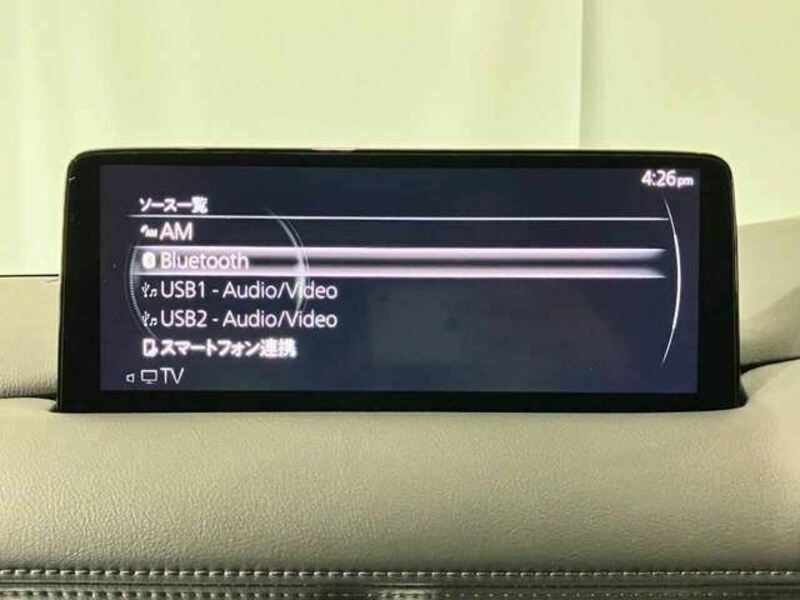 4:26pm
ソース一覧
AM
Bluetooth
USB1 - Audio/Video
USB2 - Audio/Video
スマートフォン連携
TV